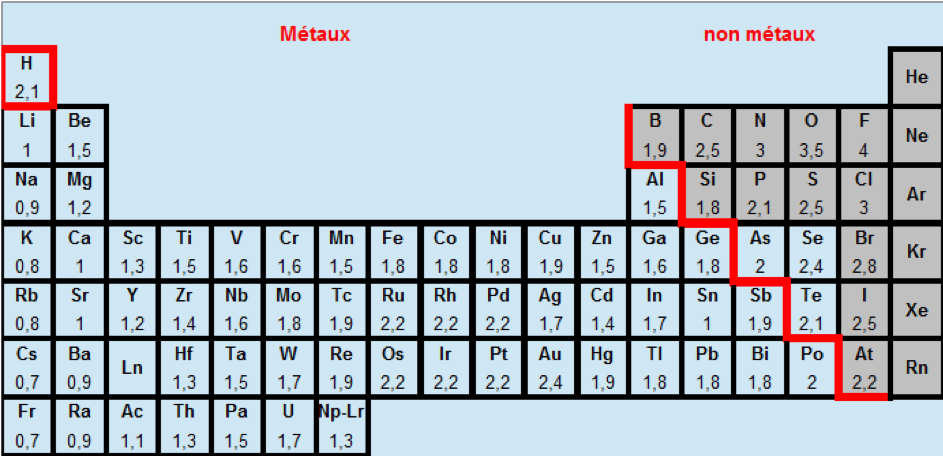 Métaux non métaux
H He
2,1
Li Be B C N O F Ne
1 1,5 1,9 2,5 3 3,5 4
Na Mg Al Si P S Cl Ar
0,9 1,2 1,5 1,8 2,1 2,5 3
K Ca Sc Ti V Cr Mn Fe Co Ni Cu Zn Ga Ge As Se Br Kr
0,8 1 1,3 1,5 1,6 1,6 1,5 1,8 1,8 1,8 1,9 1,5 1,6 1,8 2 2,4 2,8
Rb Sr Y Zr Nb Mo Tc Ru Rh Pd Ag Cd In Sn Sb Te I Xe
0,8 1 1,2 1,4 1,6 1,8 1,9 2,2 2,2 2,2 1,7 1,4 1,7 1 1,9 2,1 2,5
Cs Ba Ln Hf Ta W Re Os Ir Pt Au Hg Tl Pb Bi Po At Rn
0,7 0,9 1,3 1,5 1,7 1,9 2,2 2,2 2,2 2,4 1,9 1,8 1,8 1,8 2 2,2
Fr Ra Ac Th Pa U Np-Lr
0,7 0,9 1,1 1,3 1,5 1,7 1,3